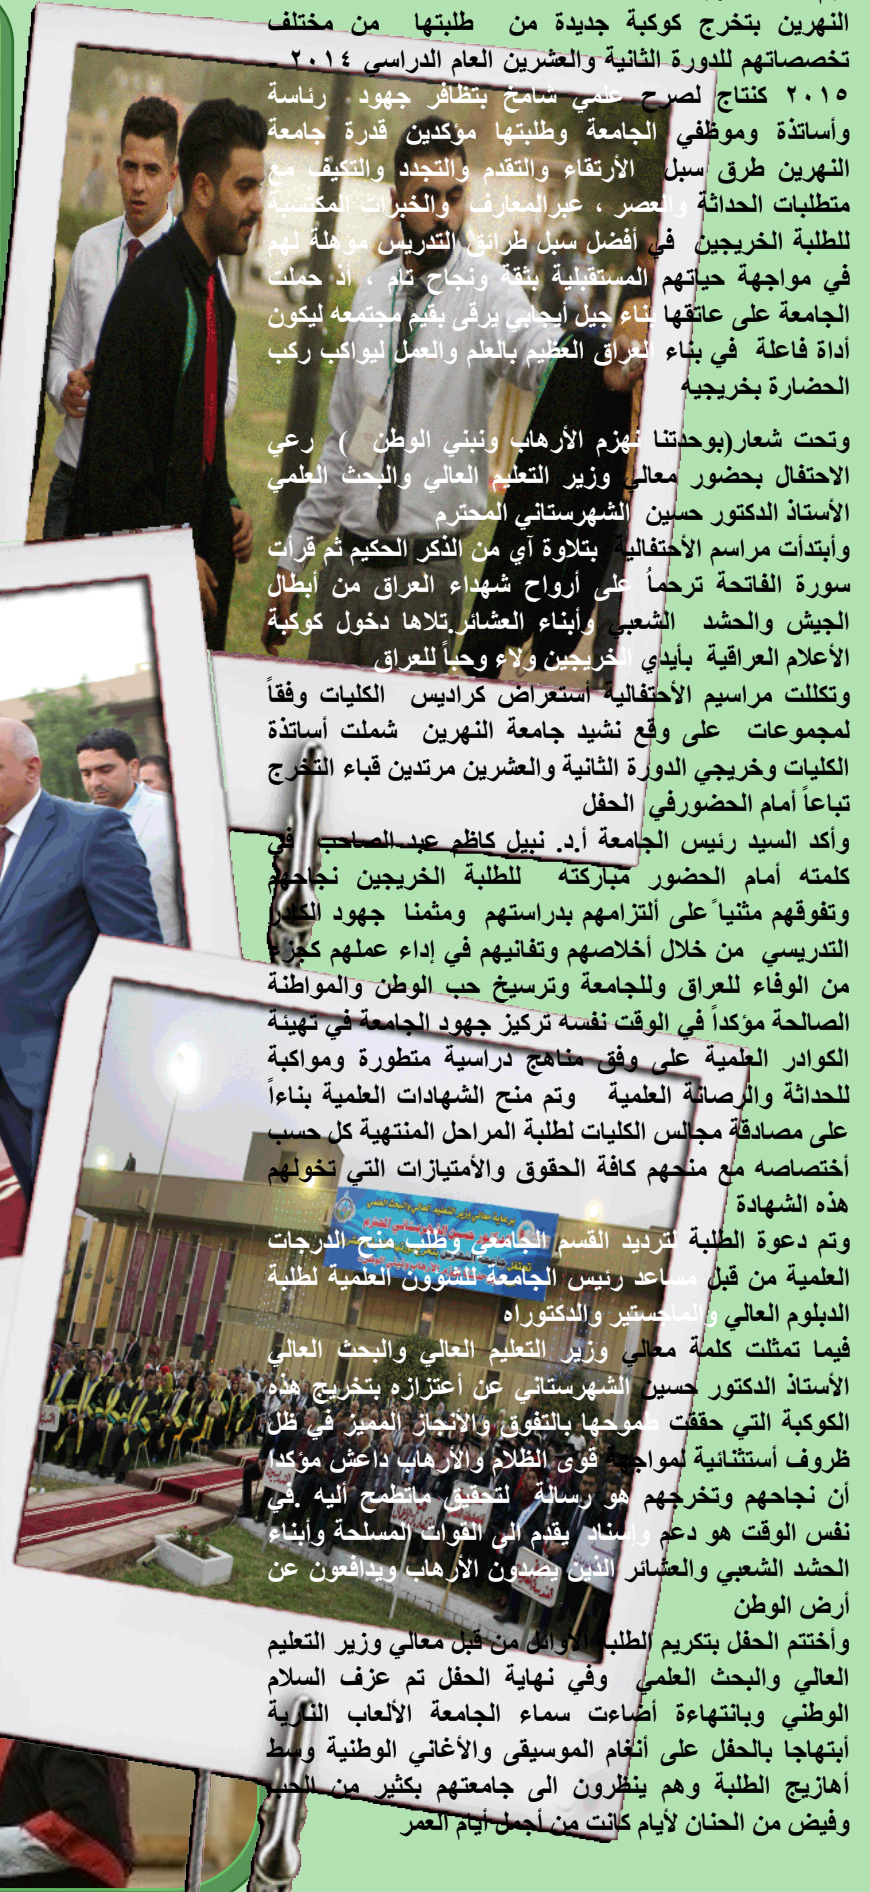 النهرين بتخرج كوكبة جديدة من طلبتها من مختلف
تخصصاتهم للدورة الثانية والعشرين العام الدراسي ٢٠١٤ -
٢٠١٥ كنتاج لصرح علمي شامخ بتظافر جهود رئاسة
وأساتذة وموظفي الجامعة وطلبتها مؤكدين قدرة جامعة
النهرين طرق سبل الأرتقاء والتقدم والتجدد والتكيف مع
متطلبات الحداثة والعصر ، عبرالمعارف والخبرات المكتسبة
للطلبة الخريجين في أفضل سبل طرائق التدريس مؤهلة لهم
في مواجهة حياتهم المستقبلية بثقة ونجاح تام ، أذ حملت
الجامعة على عاتقها بناء جيل أيجابي يرقى بقيم مجتمعه ليكون
أداة فاعلة في بناء العراق العظيم بالعلم والعمل ليواكب ركب
الحضارة بخريجيه
وتحت شعار(بوحدتنا نهزم الأرهاب ونبني الوطن ) رعي
الاحتفال بحضور معالي وزير التعليم العالي والبحث العلمي
الأستاذ الدكتور حسين الشهرستاني المحترم
وأبتدأت مراسم الأحتفالية بتلاوة آي من الذكر الحكيم ثم قرأت
سورة الفاتحة ترحماُ على أرواح شهداء العراق من أبطال
الجيش والحشد الشعبي وأبناء العشائر.تلاها دخول كوكبة
الأعلام العراقية بأيدي الخريجين ولاء وحباً للعراق
وتكللت مراسيم الأحتفالية أستعراض كراديس الكليات وفقاً
لمجموعات على وقع نشيد جامعة النهرين شملت أساتذة
الكليات وخريجي الدورة الثانية والعشرين مرتدين قباء التخرج
تباعاً أمام الحضورفي الحفل
وأكد السيد رئيس الجامعة أ.د. نبيل كاظم عبد الصاحب في
كلمته أمام الحضور مباركته للطلبة الخريجين نجاحهم
وتفوقهم مثنياً على ألتزامهم بدراستهم ومثمنا جهود الكادر
التدريسي من خلال أخلاصهم وتفانيهم في إداء عملهم كجزء
من الوفاء للعراق وللجامعة وترسيخ حب الوطن والمواطنة
الصالحة مؤكداً في الوقت نفسه تركيز جهود الجامعة في تهيئة
الكوادر العلمية على وفق مناهج دراسية متطورة ومواكبة
للحداثة والرصانة العلمية وتم منح الشهادات العلمية بناءاً
على مصادقة مجالس الكليات لطلبة المراحل المنتهية كل حسب
أختصاصه مع منحهم كافة الحقوق والأمتيازات التي تخولهم
هذه الشهادة
وتم دعوة الطلبة لترديد القسم الجامعي وطلب منح الدرجات
العلمية من قبل مساعد رئيس الجامعة للشؤون العلمية لطلبة
الدبلوم العالي والماجستير والدكتوراه
فيما تمثلت كلمة معالي وزير التعليم العالي والبحث العالي
الأستاذ الدكتور حسين الشهرستاني عن أعتزازه بتخريج هذه
الكوكبة التي حققت طموحها بالتفوق والأنجاز المميز في ظل
ظروف أستثنائية لمواجهة قوى الظلام والأرهاب داعش مؤكدا
أن نجاحهم وتخرجهم هو رسالة لتحقيق ماتطمح أليه .في
نفس الوقت هو دعم وإسناد يقدم الى القوات المسلحة وأبناء
الحشد الشعبي والعشائر الذين يصدون الأرهاب ويدافعون عن
أرض الوطن
وأختتم الحفل بتكريم الطلبة الأوائل من قبل معالي وزير التعليم
العالي والبحث العلمي وفي نهاية الحفل تم عزف السلام
الوطني وبانتهاءة أضاءت سماء الجامعة الألعاب النارية
أبتهاجا بالحفل على أنغام الموسيقى والأغاني الوطنية وسط
أهازيج الطلبة وهم ينظرون الى جامعتهم بكثير من الحب
وفيض من الحنان لأيام كانت من أجمل أيام العمر
برعاية معالي وزير التعليم العالي والبحث العلمي